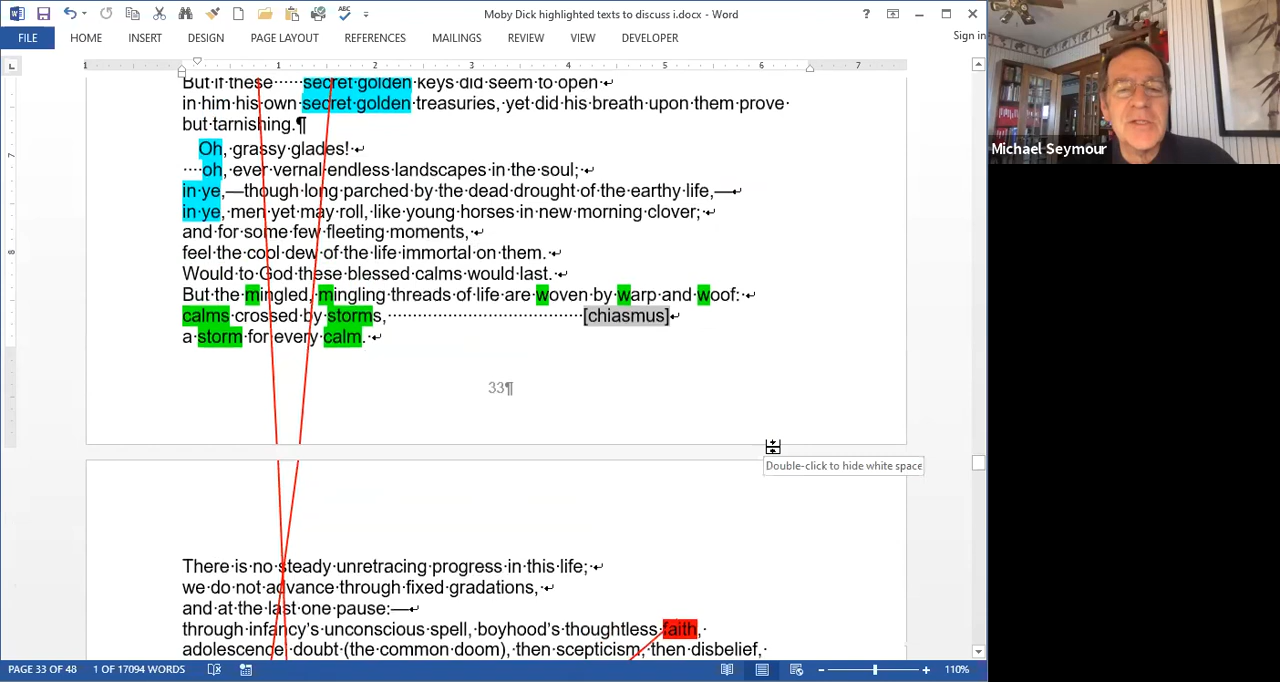 Moby Dick highlighted texts to discuss i.docx - Word
?
Sign in
FILE HOME INSERT DESIGN PAGE LAYOUT REFERENCES MAILINGS REVIEW VIEW DEVELOPER
1 1 2 3 4 5 6 7
But·if·these······secret·golden·keys·did·seem·to·open·↵
in·him·his·own·secret·golden·treasuries,·yet·did·his·breath·upon·them·prove·
but·tarnishing.¶
Oh,·grassy·glades!·↵
····oh,·ever·vernal·endless·landscapes·in·the·soul;·↵
in·ye,—though·long·parched·by·the·dead·drought·of·the·earthy·life,—↵
in·ye,·men·yet·may·roll,·like·young·horses·in·new·morning·clover;·↵
and·for·some·few·fleeting·moments,·↵
feel·the·cool·dew·of·the·life·immortal·on·them.·↵
Would·to·God·these·blessed·calms·would·last.·↵
But·the·mingled,·mingling·threads·of·life·are·woven·by·warp·and·woof:·↵
calms·crossed·by·storms,··································[chiasmus]↵
a·storm·for·every·calm.·↵
33¶
Double-click to hide white space
There·is·no·steady·unretracing·progress·in·this·life;·↵
we·do·not·advance·through·fixed·gradations,·↵
and·at·the·last·one·pause:—↵
through·infancy's·unconscious·spell,·boyhood's·thoughtless·faith,·
adolescence'·doubt·(the·common·doom),·then·scepticism,·then·disbelief,·
PAGE 33 OF 48 1 OF 17094 WORDS 110%
Michael Seymour